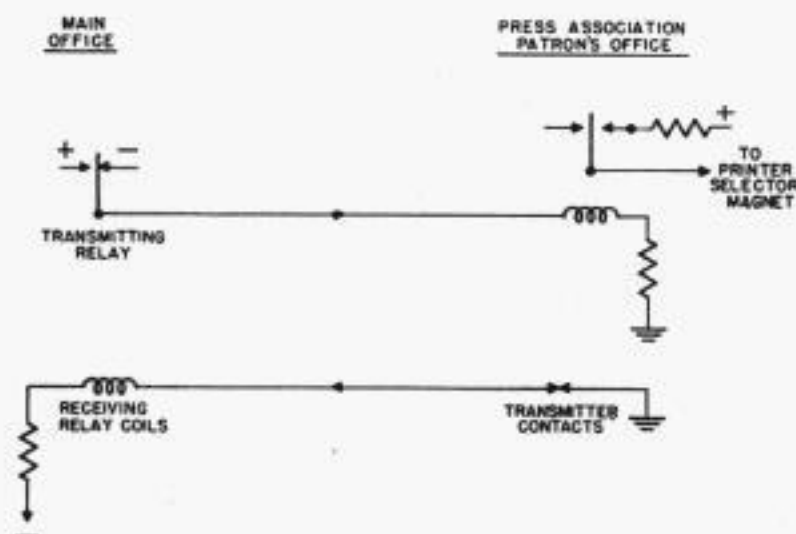 MAIN
OFFICE
PRESS ASSOCIATION
PATRON'S OFFICE
+ −
+
TO
PRINTER
SELECTOR
MAGNET
TRANSMITTING
RELAY
RECEIVING
RELAY COILS
TRANSMITTER
CONTACTS